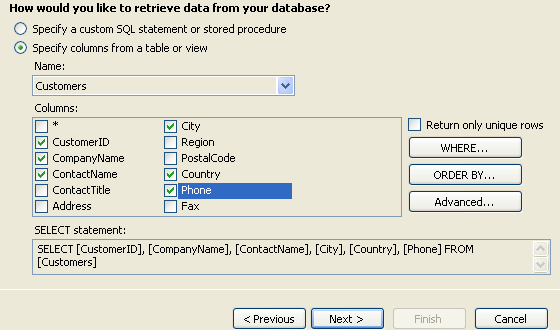 How would you like to retrieve data from your database?
Specify a custom SQL statement or stored procedure
Specify columns from a table or view
Name:
Customers
Columns:
* City Return only unique rows
CustomerID Region
CompanyName PostalCode WHERE...
ContactName Country ORDER BY...
ContactTitle Phone
Address Fax Advanced...
SELECT statement:
SELECT [CustomerID], [CompanyName], [ContactName], [City], [Country], [Phone] FROM
[Customers]
< Previous Next > Finish Cancel